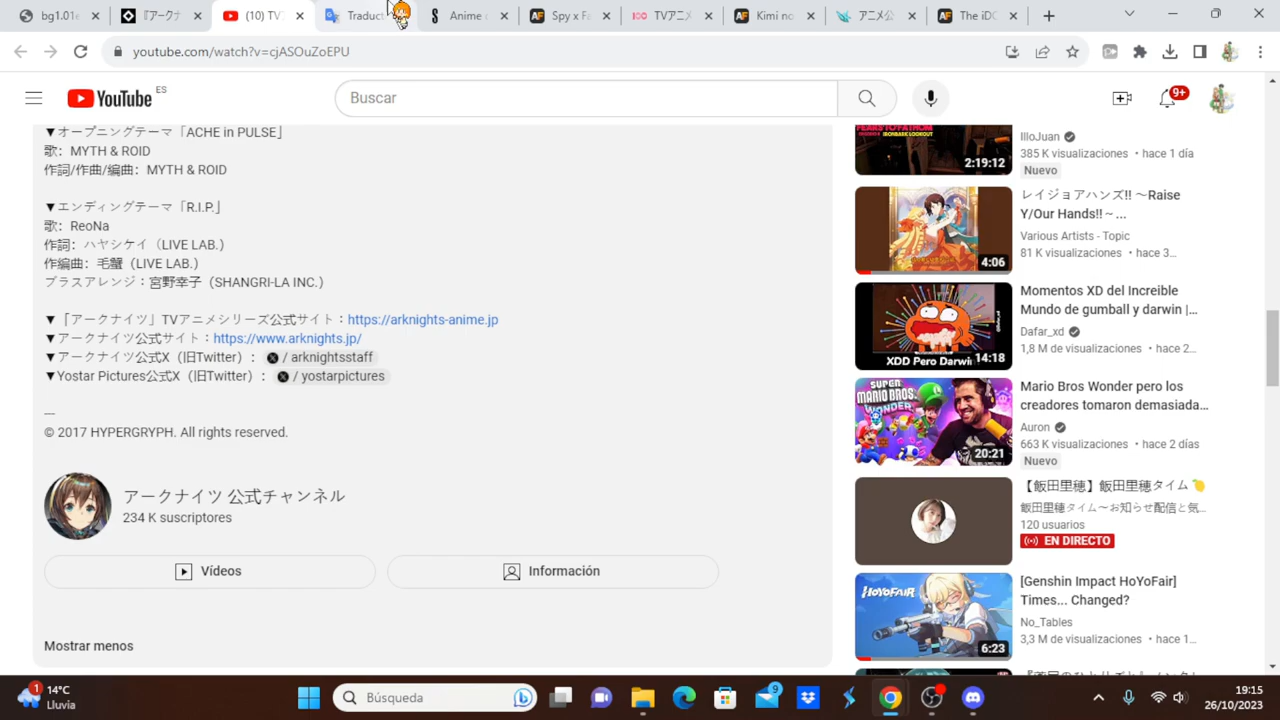 bg1.01e
『アーク
(10) TV
Traduct
Anime
Spy x Fa
TVアニメ
Kimi no
アニメ公
The iDO
youtube.com/watch?v=cjASOuZoEPU
YouTube ES
Buscar
9+
▼オープニングテーマ「ACHE in PULSE」
歌：MYTH & ROID
作詞/作曲/編曲：MYTH & ROID
▼エンディングテーマ「R.I.P.」
歌：ReoNa
作詞：ハヤシケイ（LIVE LAB.）
作編曲：毛蟹（LIVE LAB.）
ブラスアレンジ：宮野幸子（SHANGRI-LA INC.）
▼「アークナイツ」TVアニメシリーズ公式サイト：https://arknights-anime.jp
▼アークナイツ公式サイト：https://www.arknights.jp/
▼アークナイツ公式X（旧Twitter）： / arknightsstaff
▼Yostar Pictures公式X（旧Twitter）： / yostarpictures
__
© 2017 HYPERGRYPH. All rights reserved.
アークナイツ 公式チャンネル
234 K suscriptores
Vídeos
Información
Mostrar menos
2:19:12
IlloJuan
385 K visualizaciones • hace 1 día
Nuevo
4:06
レイジョアハンズ!! ～Raise
Y/Our Hands!!～...
Various Artists - Topic
81 K visualizaciones • hace 3...
XDD Pero Darwin
14:18
Momentos XD del Increible
Mundo de gumball y darwin |...
Dafar_xd
1,8 M de visualizaciones • hace 2...
SUPER
MARIO BROS.
WONDER
20:21
Mario Bros Wonder pero los
creadores tomaron demasiada...
Auron
663 K visualizaciones • hace 2 días
Nuevo
【飯田里穂】飯田里穂タイム🍋
飯田里穂タイム～お知らせ配信と気...
120 usuarios
EN DIRECTO
HOYOFAIR
6:23
[Genshin Impact HoYoFair]
Times... Changed?
No_Tables
3,3 M de visualizaciones • hace 1...
1
14°C
Lluvia
Búsqueda
9
19:15
26/10/2023